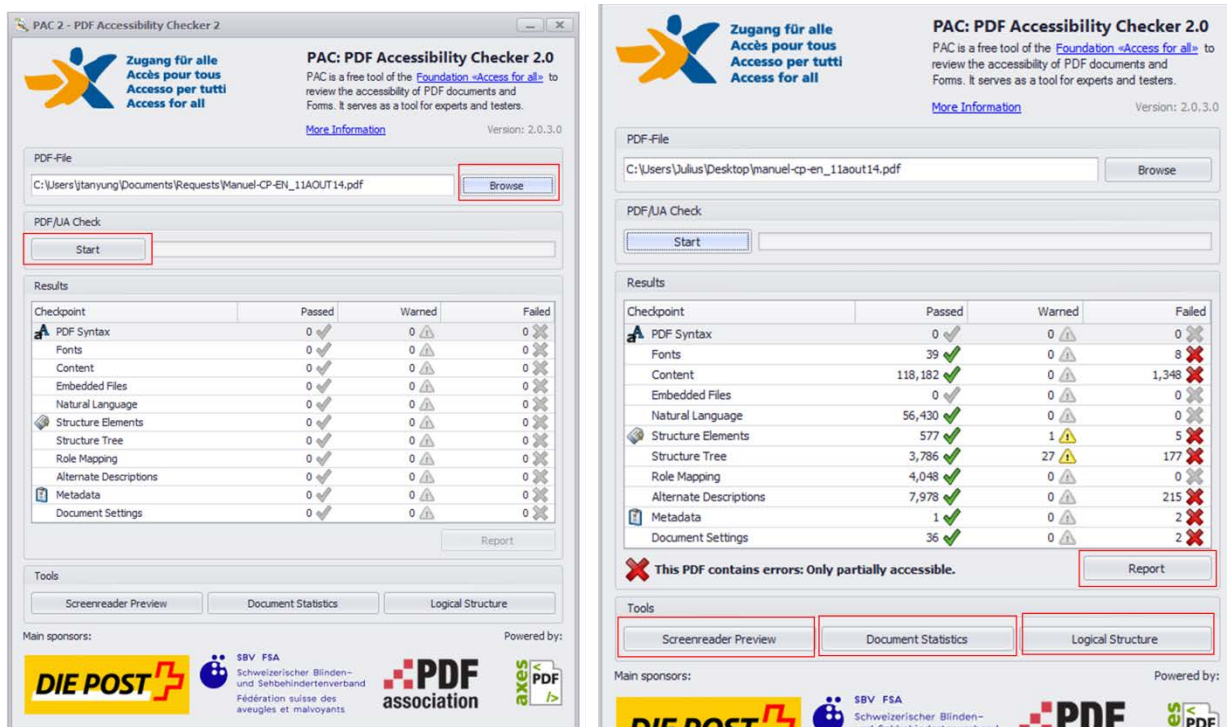 PAC 2 - PDF Accessibility Checker 2
Zugang für alle
Accès pour tous
Accesso per tutti
Access for all
PAC: PDF Accessibility Checker 2.0
PAC is a free tool of the Foundation «Access for all» to
review the accessibility of PDF documents and
Forms. It serves as a tool for experts and testers.
More Information Version: 2.0.3.0
PDF-File
C:\Users\jtanyung\Documents\Requests\Manuel-CP-EN_11AOUT14.pdf Browse
PDF/UA Check
Start
Results
Checkpoint Passed Warned Failed
PDF Syntax 0 0 0
Fonts 0 0 0
Content 0 0 0
Embedded Files 0 0 0
Natural Language 0 0 0
Structure Elements 0 0 0
Structure Tree 0 0 0
Role Mapping 0 0 0
Alternate Descriptions 0 0 0
Metadata 0 0 0
Document Settings 0 0 0
Report
Tools
Screenreader Preview Document Statistics Logical Structure
Main sponsors: Powered by:
DIE POST
SBV FSA
Schweizerischer Blinden-
und Sehbehindertenverband
Fédération suisse des
aveugles et malvoyants
PDF
association
axes
PDF
Zugang für alle
Accès pour tous
Accesso per tutti
Access for all
PAC: PDF Accessibility Checker 2.0
PAC is a free tool of the Foundation «Access for all» to
review the accessibility of PDF documents and
Forms. It serves as a tool for experts and testers.
More Information Version: 2.0.3.0
PDF-File
C:\Users\Julius\Desktop\manuel-cp-en_11aout14.pdf Browse
PDF/UA Check
Start
Results
Checkpoint Passed Warned Failed
PDF Syntax 0 0 0
Fonts 39 0 8
Content 118,182 0 1,348
Embedded Files 0 0 0
Natural Language 56,430 0 0
Structure Elements 577 1 5
Structure Tree 3,786 27 177
Role Mapping 4,048 0 0
Alternate Descriptions 7,978 0 215
Metadata 1 0 2
Document Settings 36 0 2
This PDF contains errors: Only partially accessible. Report
Tools
Screenreader Preview Document Statistics Logical Structure
Main sponsors: Powered by:
DIE POST
SBV FSA
Schweizerischer Blinden-
PDF
PDF